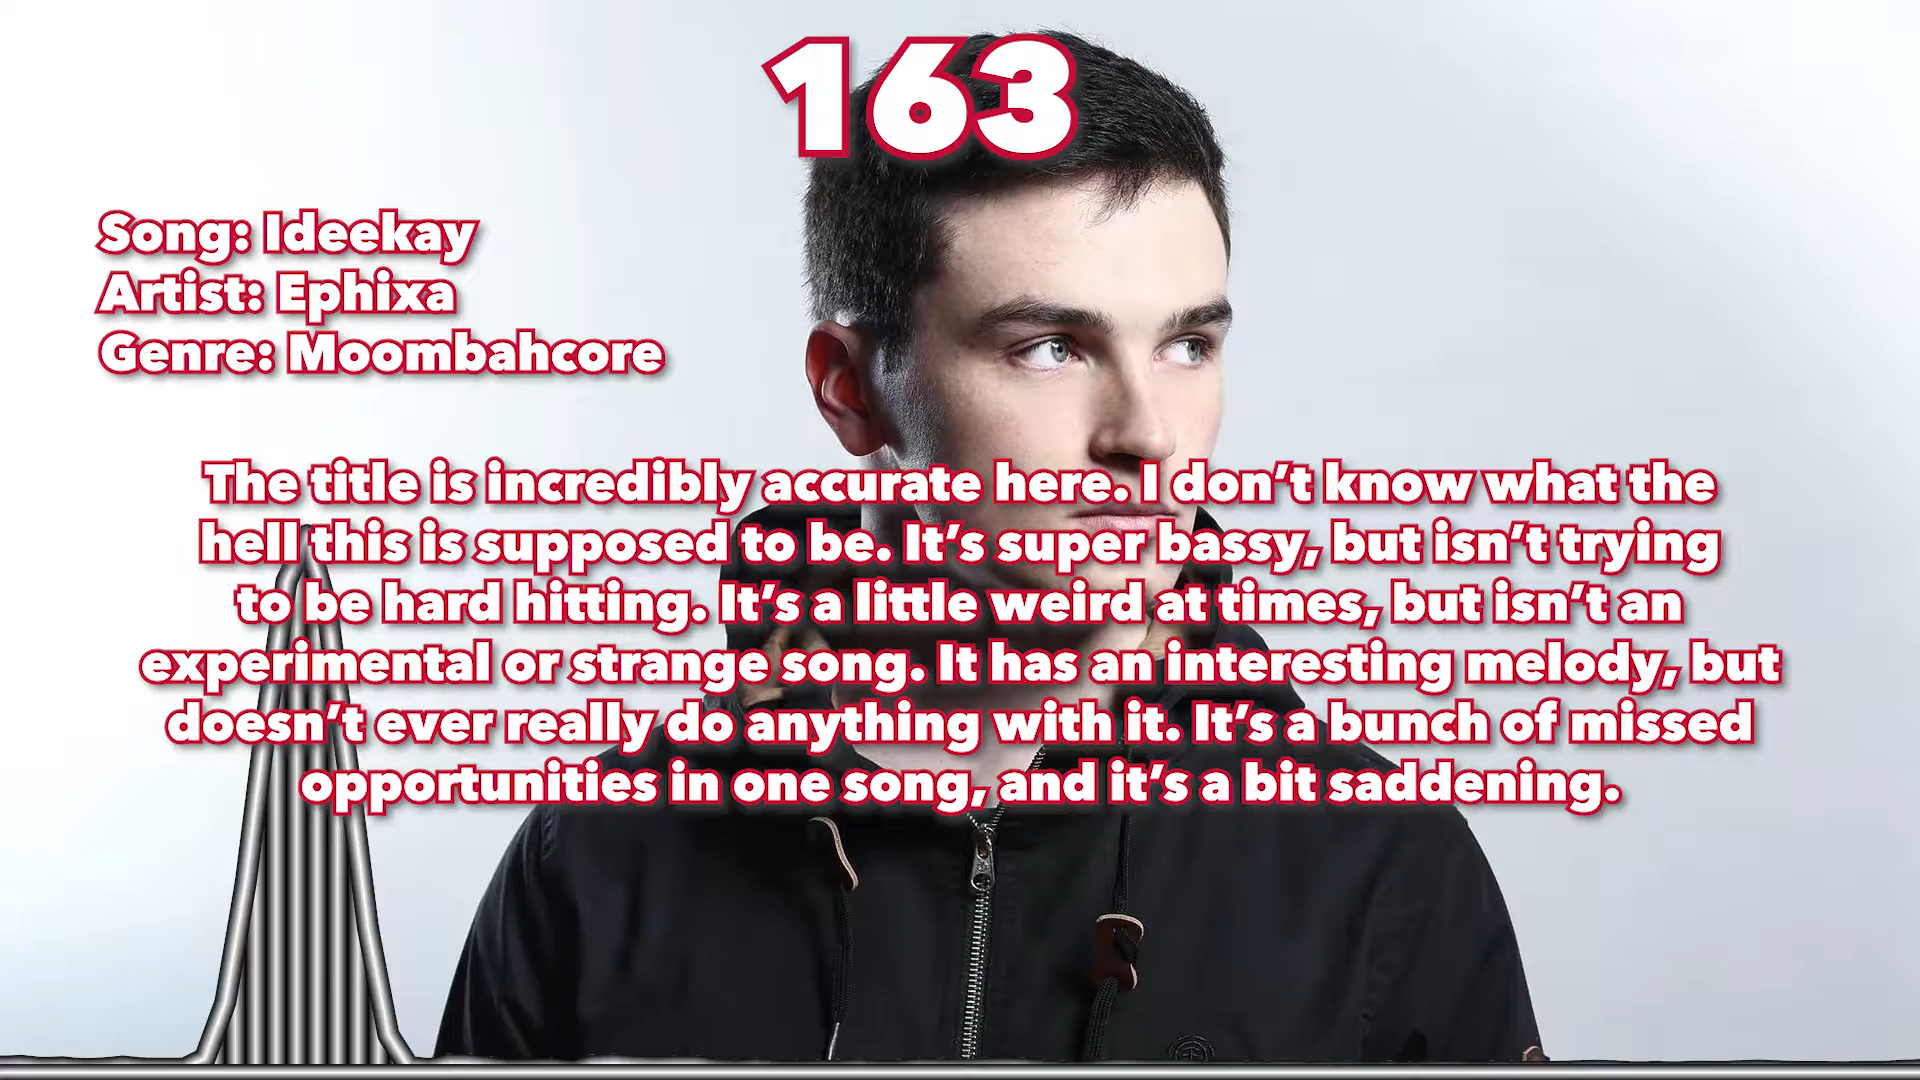 163
Song: Ideekay
Artist: Ephixa
Genre: Moombahcore
The title is incredibly accurate here. I don’t know what the
hell this is supposed to be. It’s super bassy, but isn’t trying
to be hard hitting. It’s a little weird at times, but isn’t an
experimental or strange song. It has an interesting melody, but
doesn’t ever really do anything with it. It’s a bunch of missed
opportunities in one song, and it’s a bit saddening.